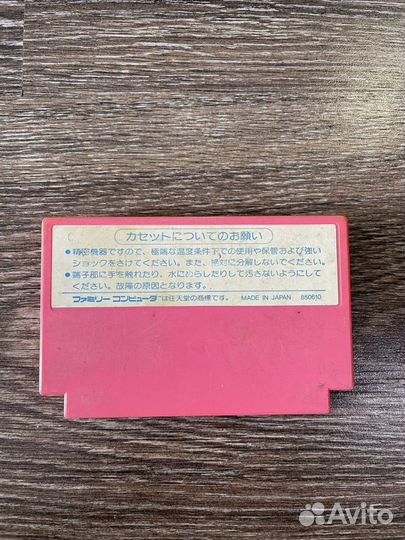 カセットについてのお願い
●精密機器ですので、極端な温度条件下での使用や保管および強い
ショックをさけてください。また、絶対に分解しないでください。
●端子部に手を触れたり、水にぬらしたりして汚さないようにして
ください。故障の原因となります。
ファミリーコンピュータ™は任天堂の商標です。 MADE IN JAPAN 850610
Avito